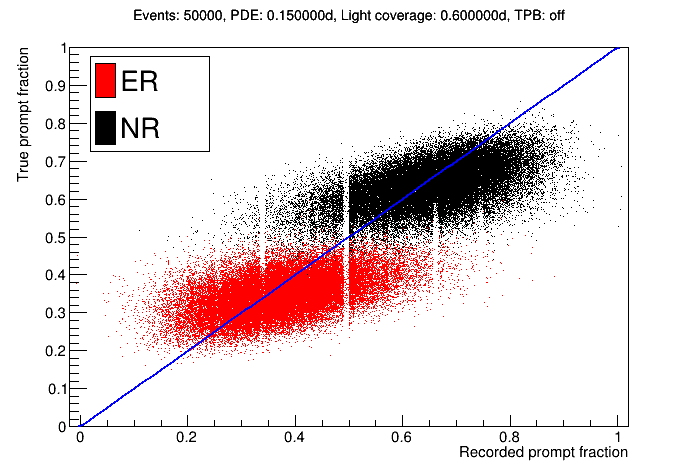 Events: 50000, PDE: 0.150000d, Light coverage: 0.600000d, TPB: off
True prompt fraction
1
0.9
0.8
0.7
0.6
0.5
0.4
0.3
0.2
0.1
0
ER
NR
0 0.2 0.4 0.6 0.8 1
Recorded prompt fraction